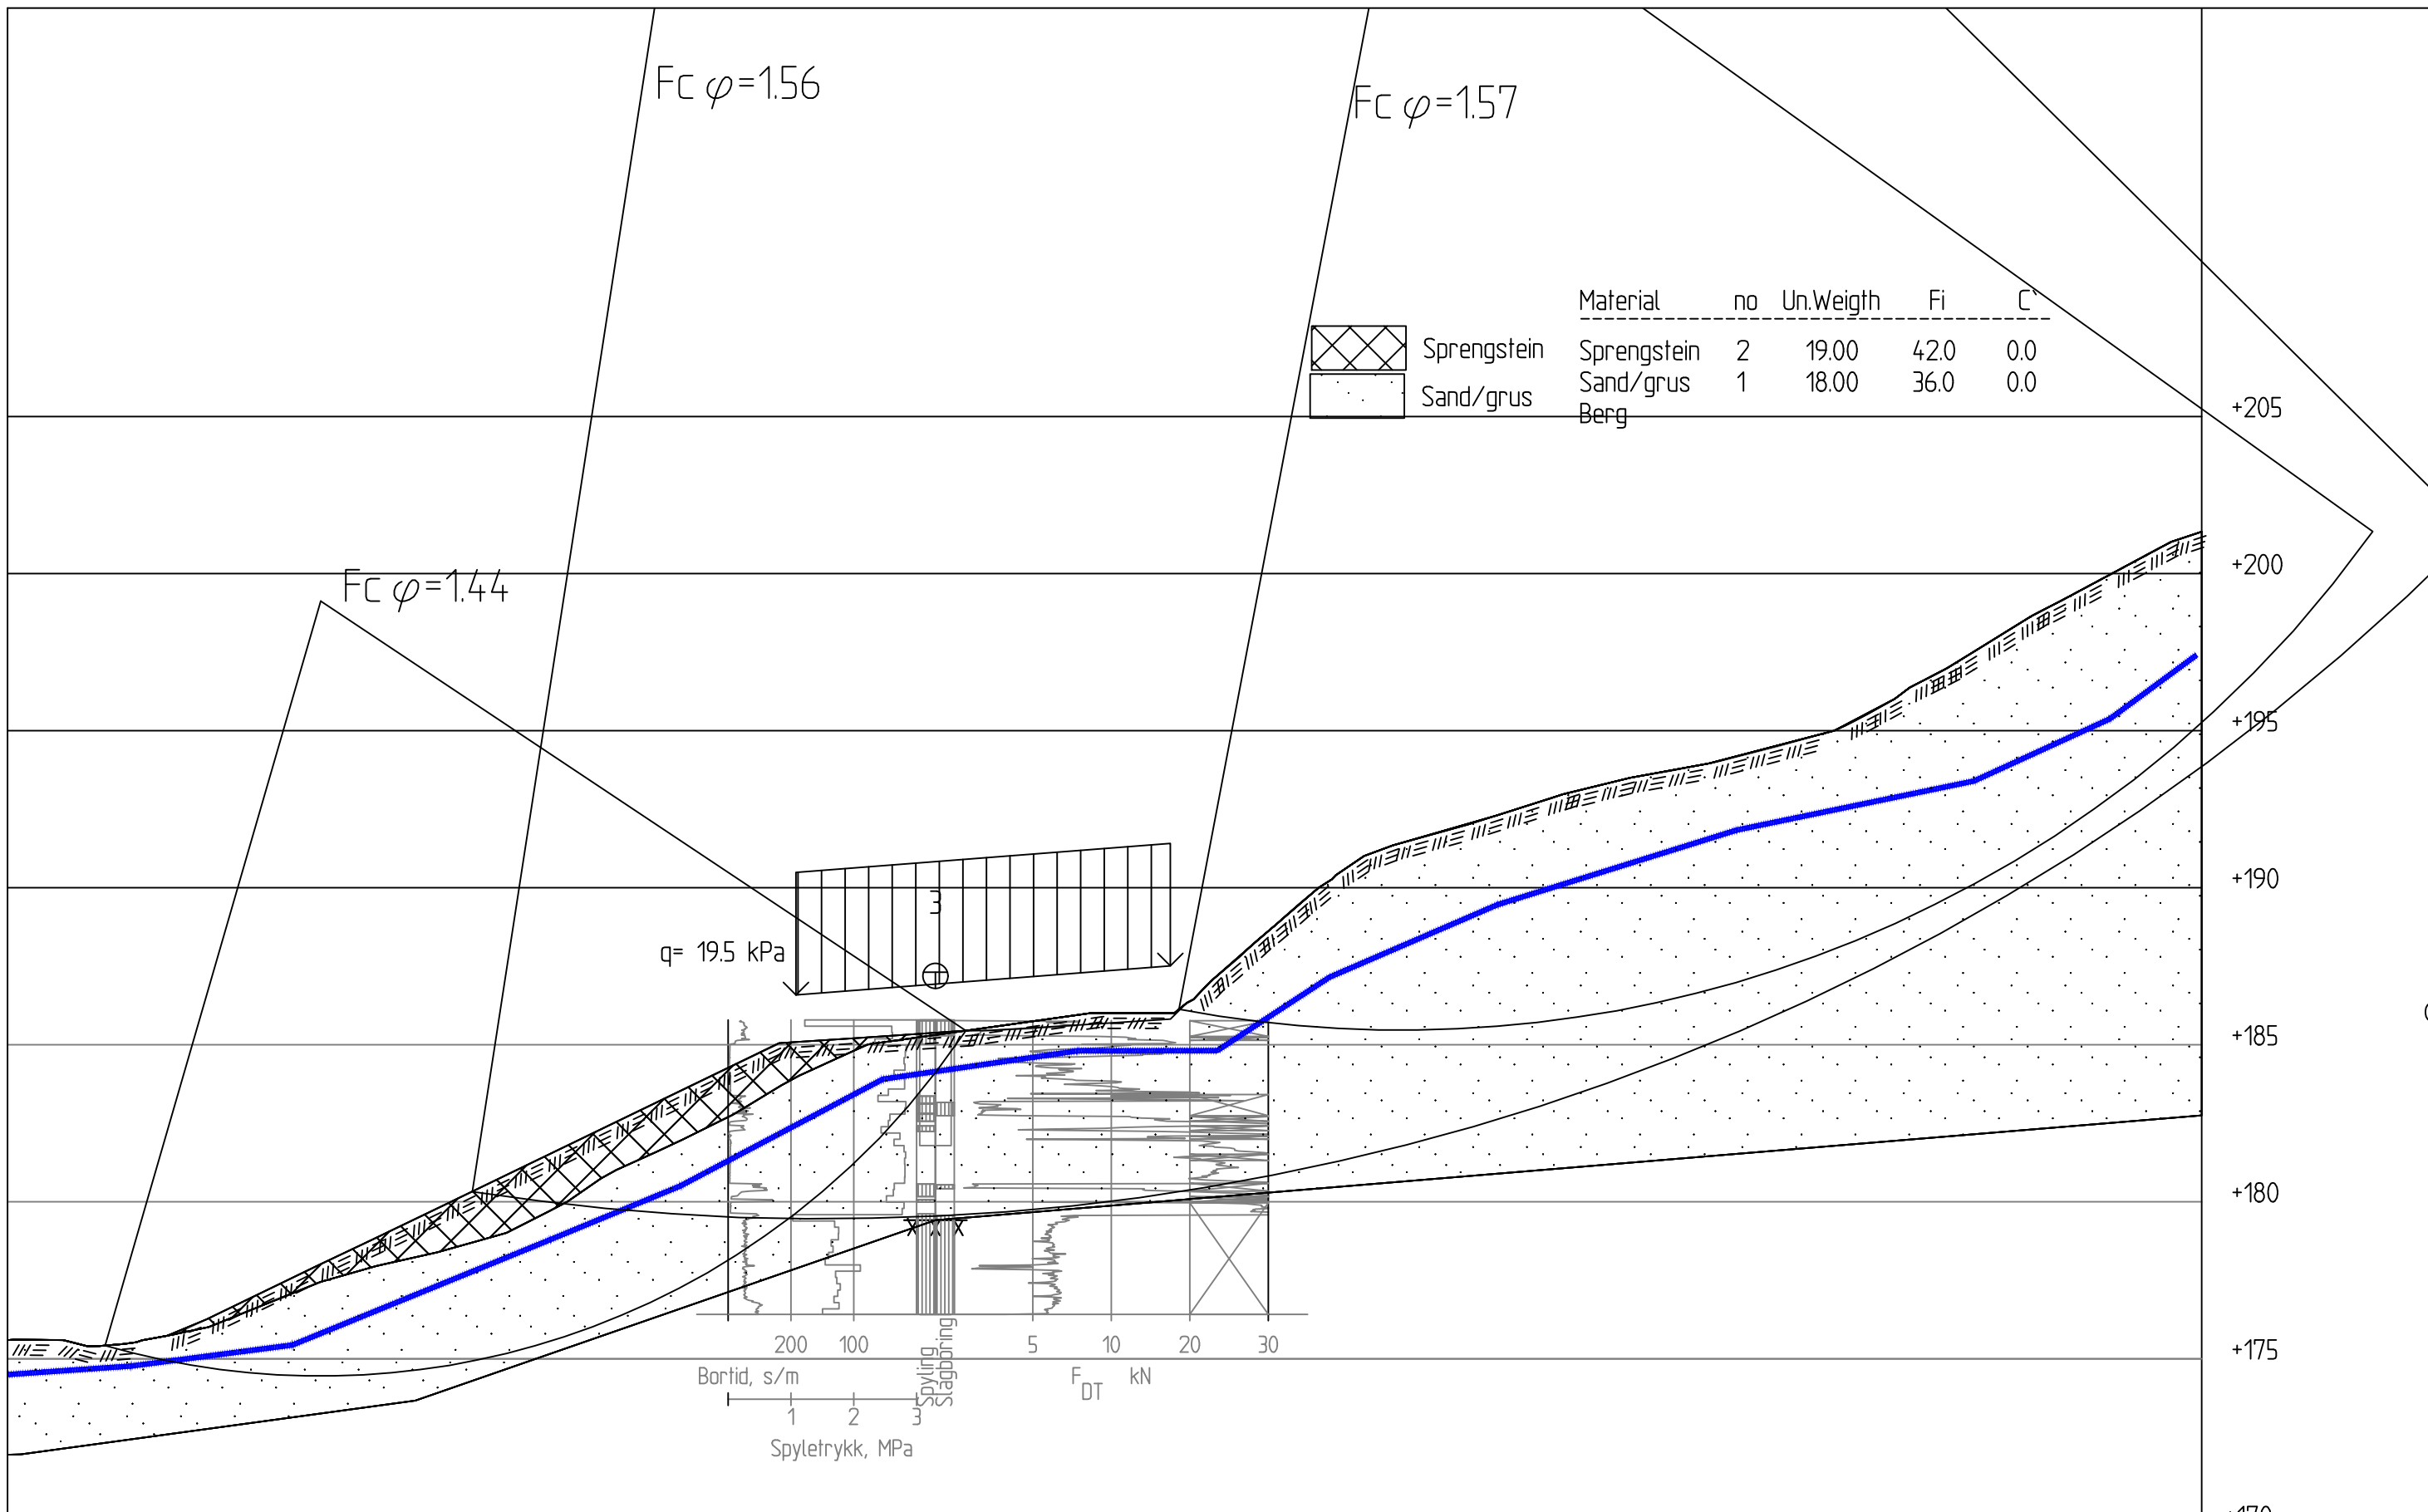 Fc φ=1.56
Fc φ=1.57
Material no Un.Weigth Fi C`
Sprengstein
Sprengstein 2 19.00 42.0 0.0
Sand/grus
Sand/grus 1 18.00 36.0 0.0
Berg
+205
+200
Fc φ=1.44
+195
+190
3
q= 19.5 kPa
+185
+180
+175
200 100 5 10 20 30
Bortid, s/m
Spyling
Slagboring
F DT kN
1 2 3
Spyletrykk, MPa